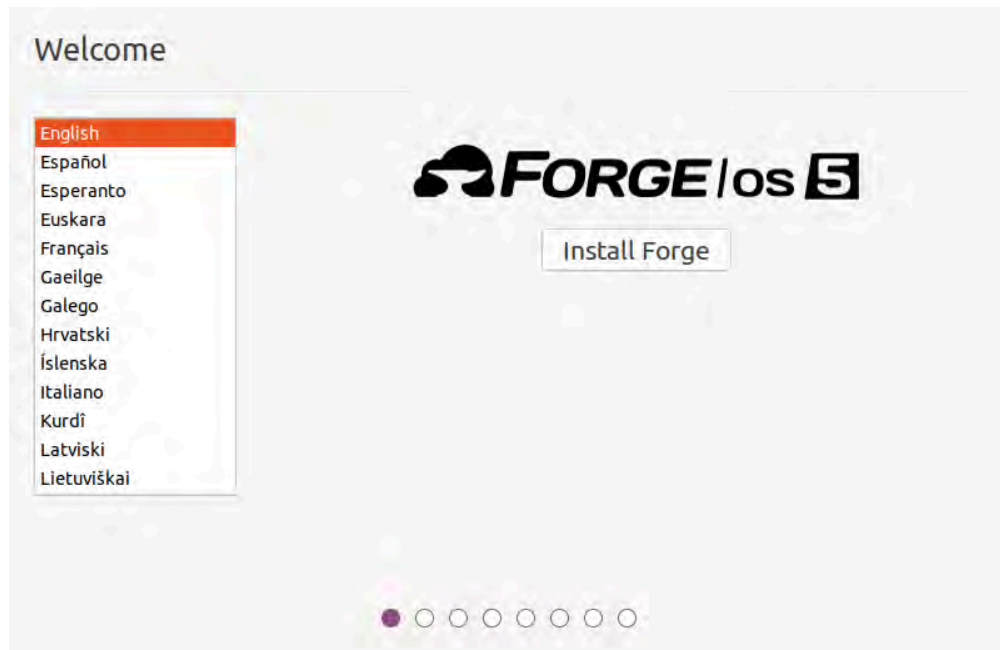 Welcome
English
Español
Esperanto
Euskara
Français
Gaeilge
Galego
Hrvatski
Íslenska
Italiano
Kurdî
Latviski
Lietuviškai
FORGE/os 5
Install Forge